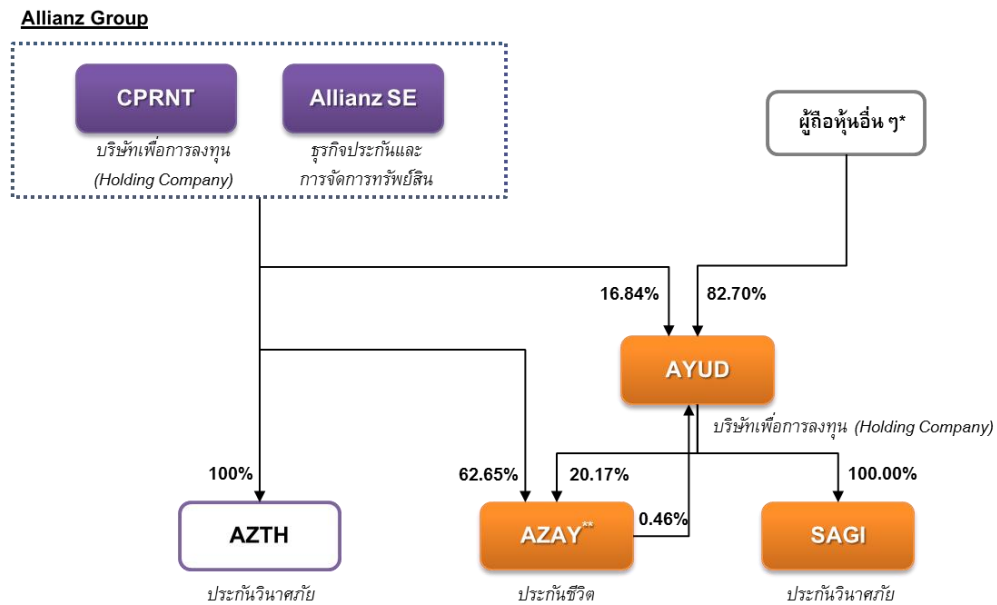 Allianz Group
CPRNT
Allianz SE
ผู้ถือหุ้นอื่น ๆ*
บริษัทเพื่อการลงทุน
(Holding Company)
ธุรกิจประกันและ
การจัดการทรัพย์สิน
16.84%
82.70%
AYUD
บริษัทเพื่อการลงทุน (Holding Company)
100%
62.65%
20.17%
100.00%
AZTH
AZAY**
0.46%
SAGI
ประกันวินาศภัย
ประกันชีวิต
ประกันวินาศภัย